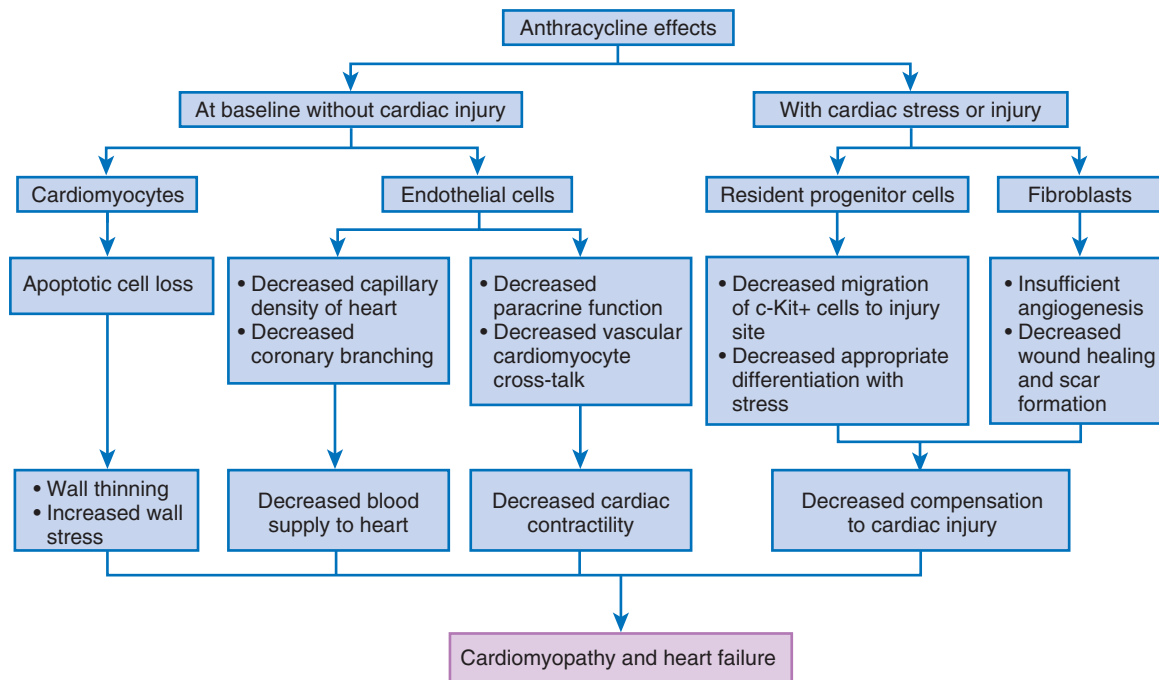 Anthracycline effects
At baseline without cardiac injury
With cardiac stress or injury
Cardiomyocytes
Endothelial cells
Resident progenitor cells
Fibroblasts
Apoptotic cell loss
• Decreased capillary
density of heart
• Decreased
coronary branching
• Decreased
paracrine function
• Decreased vascular
cardiomyocyte
cross-talk
• Decreased migration
of c-Kit+ cells to injury
site
• Decreased appropriate
differentiation with
stress
• Insufficient
angiogenesis
• Decreased
wound healing
and scar
formation
• Wall thinning
• Increased wall
stress
Decreased blood
supply to heart
Decreased cardiac
contractility
Decreased compensation
to cardiac injury
Cardiomyopathy and heart failure